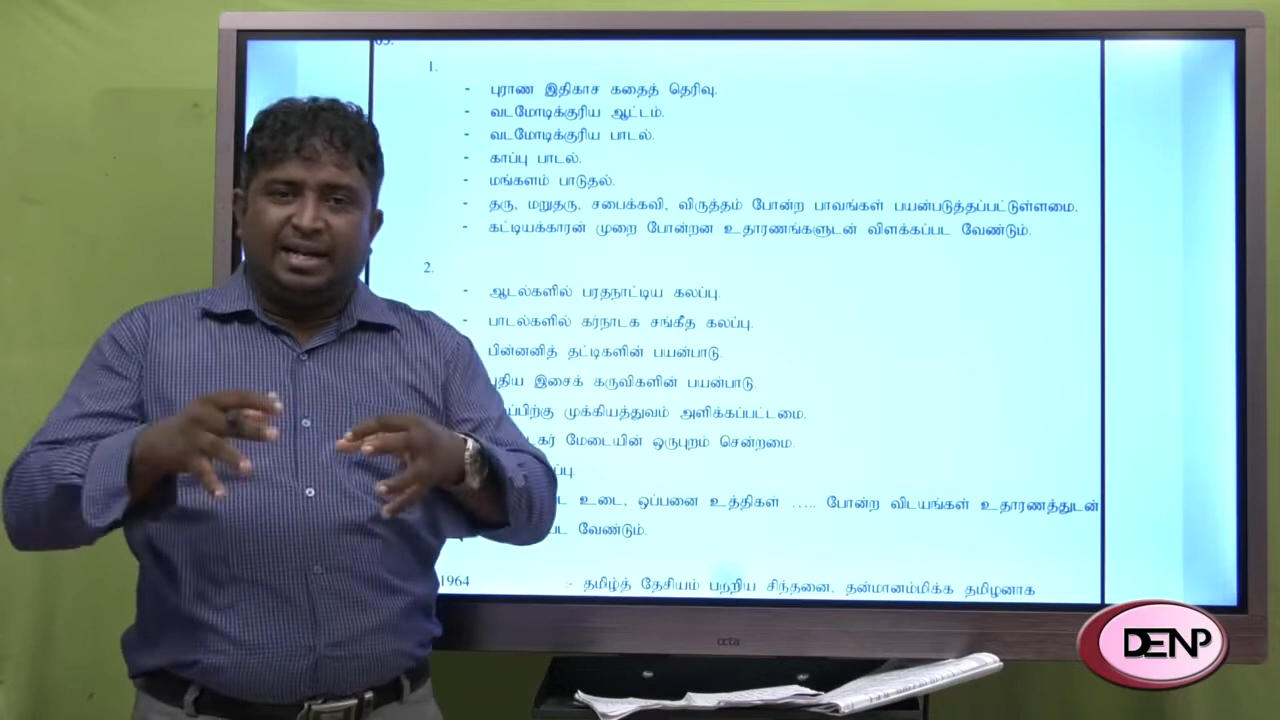 1.
- புராண இதிகாச கதைத் தெரிவு.
- வடமோடிக்குரிய ஆட்டம்.
- வடமோடிக்குரிய பாடல்.
- காப்பு பாடல்.
- மங்களம் பாடுதல்.
- தரு, மறுதரு, சபைக்கவி, விருத்தம் போன்ற பாவங்கள் பயன்படுத்தப்பட்டுள்ளமை.
- கட்டியக்காரன் முறை போன்றன உதாரணங்களுடன் விளக்கப்பட வேண்டும்.
2.
- ஆடல்களில் பரதநாட்டிய கலப்பு.
- பாடல்களில் கர்நாடக சங்கீத கலப்பு.
பின்னனித் தட்டிகளின் பயன்பாடு.
இசைக் கருவிகளின் பயன்பாடு.
முக்கியத்துவம் அளிக்கப்பட்டமை.
மேடையின் ஒருபுறம் சென்றமை.
உடை, ஒப்பனை உத்திகள் ..... போன்ற விடயங்கள் உதாரணத்துடன்
வேண்டும்.
1964 :- தமிழ்த் தேசியம் பற்றிய சிந்தனை, தன்மானம்மிக்க தமிழனாக
octa
DENP